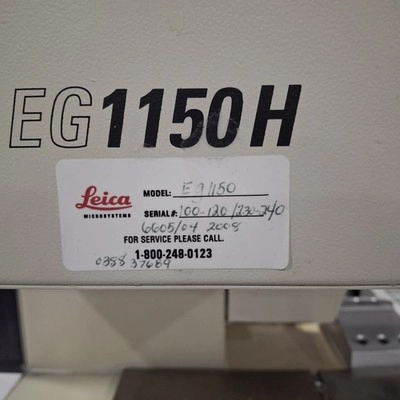 EG1150H
Leica
MICROSYSTEMS
MODEL: Eg1150
SERIAL#: 100-120/230-240
6605/04 2008
FOR SERVICE PLEASE CALL.
1-800-248-0123
0388 37689